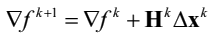 ∇f^{k+1} = ∇f^k + H^k Δx^k